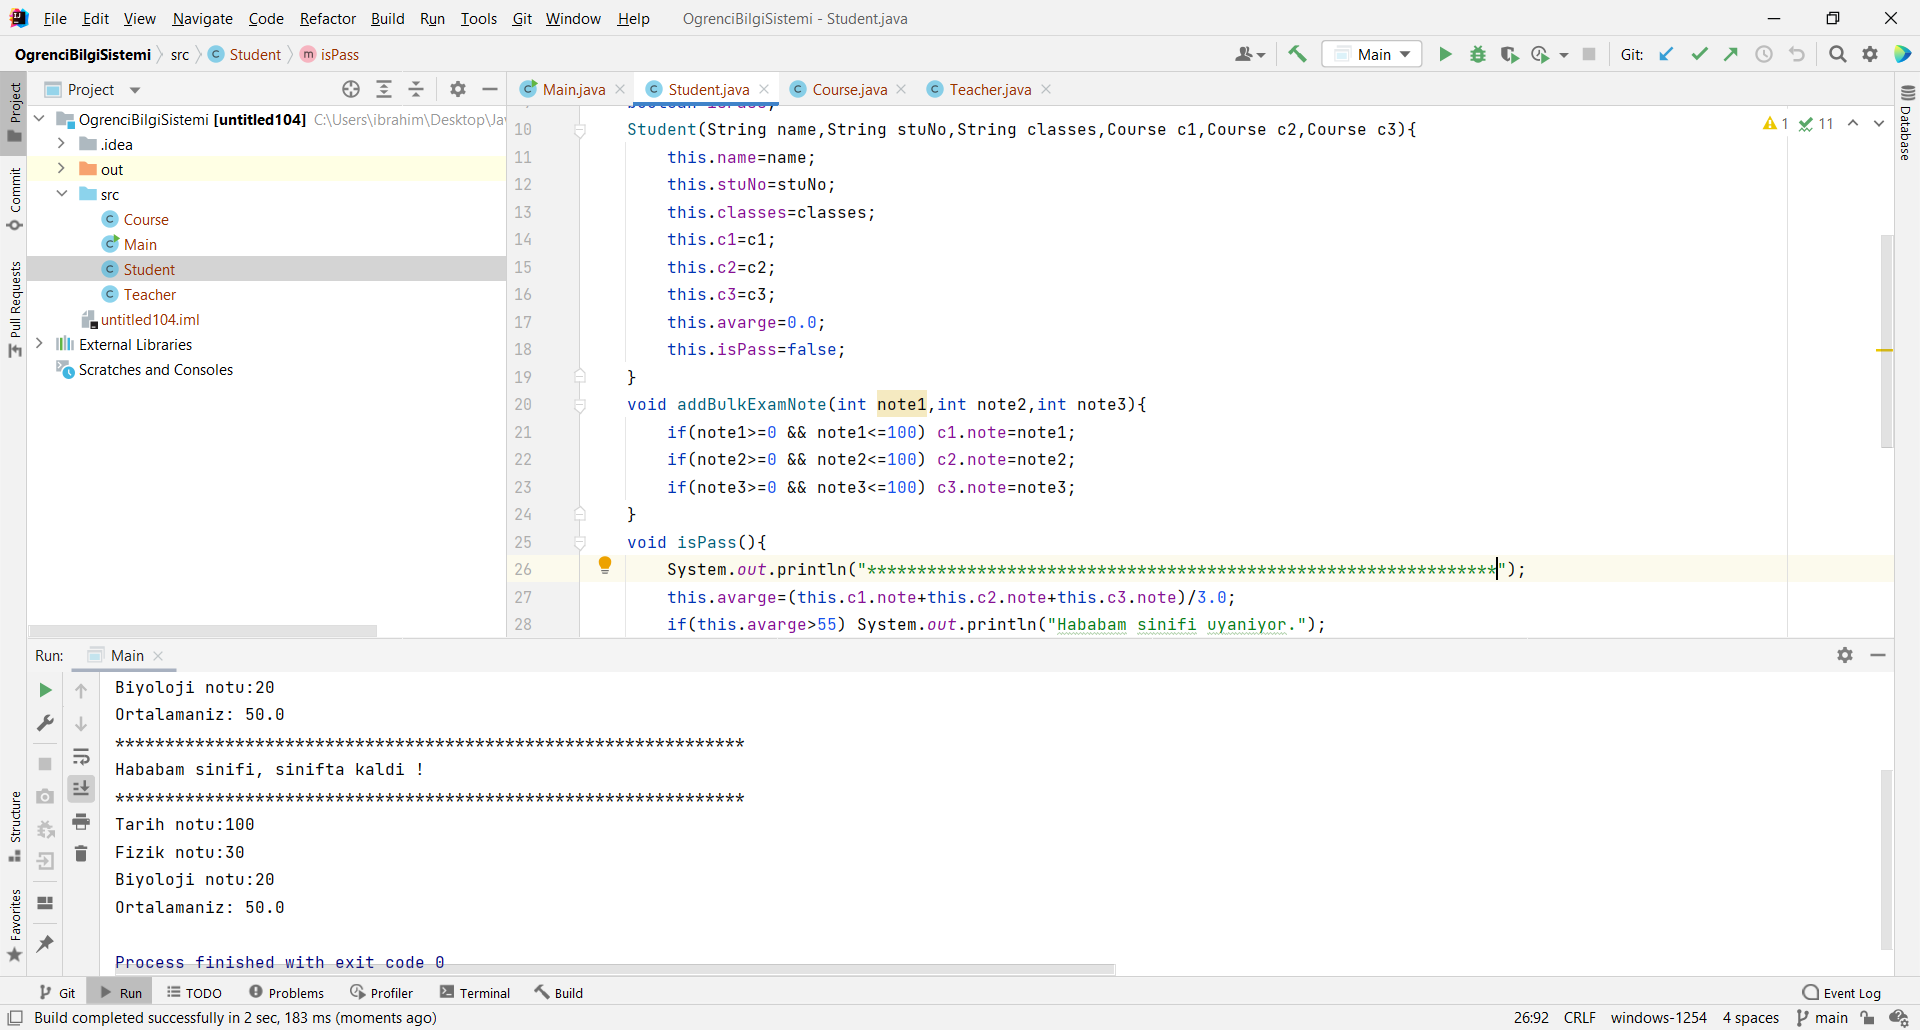 File Edit View Navigate Code Refactor Build Run Tools Git Window Help OgrenciBilgiSistemi - Student.java
OgrenciBilgiSistemi src Student isPass Main Git:
Project
Main.java Student.java Course.java Teacher.java
OgrenciBilgiSistemi [untitled104] C:\Users\ibrahim\Desktop\Jav
.idea
out
src
Course
Main
Student
Teacher
untitled104.iml
External Libraries
Scratches and Consoles
Project
Commit
Pull Requests
Structure
Favorites
Database
1 11
10 Student(String name,String stuNo,String classes,Course c1,Course c2,Course c3){
11 this.name=name;
12 this.stuNo=stuNo;
13 this.classes=classes;
14 this.c1=c1;
15 this.c2=c2;
16 this.c3=c3;
17 this.avarge=0.0;
18 this.isPass=false;
19 }
20 void addBulkExamNote(int note1,int note2,int note3){
21 if(note1>=0 && note1<=100) c1.note=note1;
22 if(note2>=0 && note2<=100) c2.note=note2;
23 if(note3>=0 && note3<=100) c3.note=note3;
24 }
25 void isPass(){
26 System.out.println("***************************************************************");
27 this.avarge=(this.c1.note+this.c2.note+this.c3.note)/3.0;
28 if(this.avarge>55) System.out.println("Hababam sinifi uyaniyor.");
Run: Main
Biyoloji notu:20
Ortalamaniz: 50.0
***************************************************************
Hababam sinifi, sinifta kaldi !
***************************************************************
Tarih notu:100
Fizik notu:30
Biyoloji notu:20
Ortalamaniz: 50.0
Process finished with exit code 0
Git Run TODO Problems Profiler Terminal Build Event Log
Build completed successfully in 2 sec, 183 ms (moments ago) 26:92 CRLF windows-1254 4 spaces main